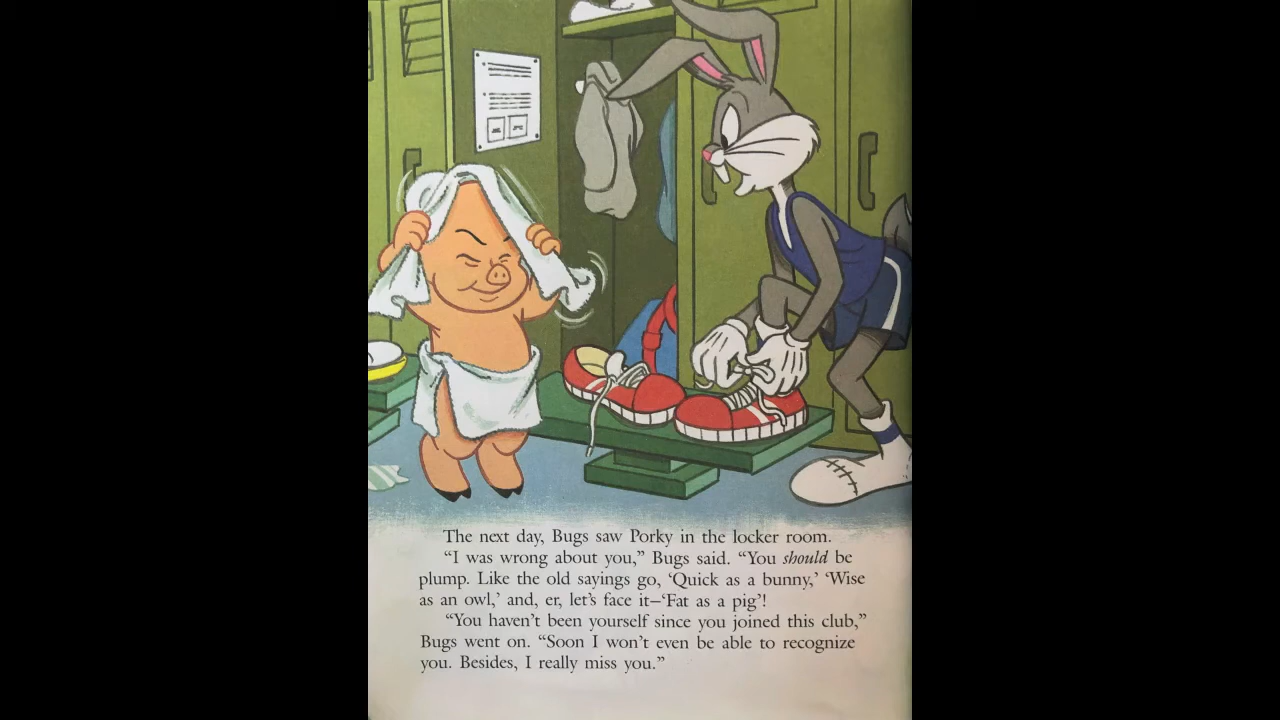 The next day, Bugs saw Porky in the locker room.
“I was wrong about you,” Bugs said. “You should be
plump. Like the old sayings go, ‘Quick as a bunny,’ ‘Wise
as an owl,’ and, er, let’s face it—‘Fat as a pig’!
“You haven’t been yourself since you joined this club,”
Bugs went on. “Soon I won’t even be able to recognize
you. Besides, I really miss you.”